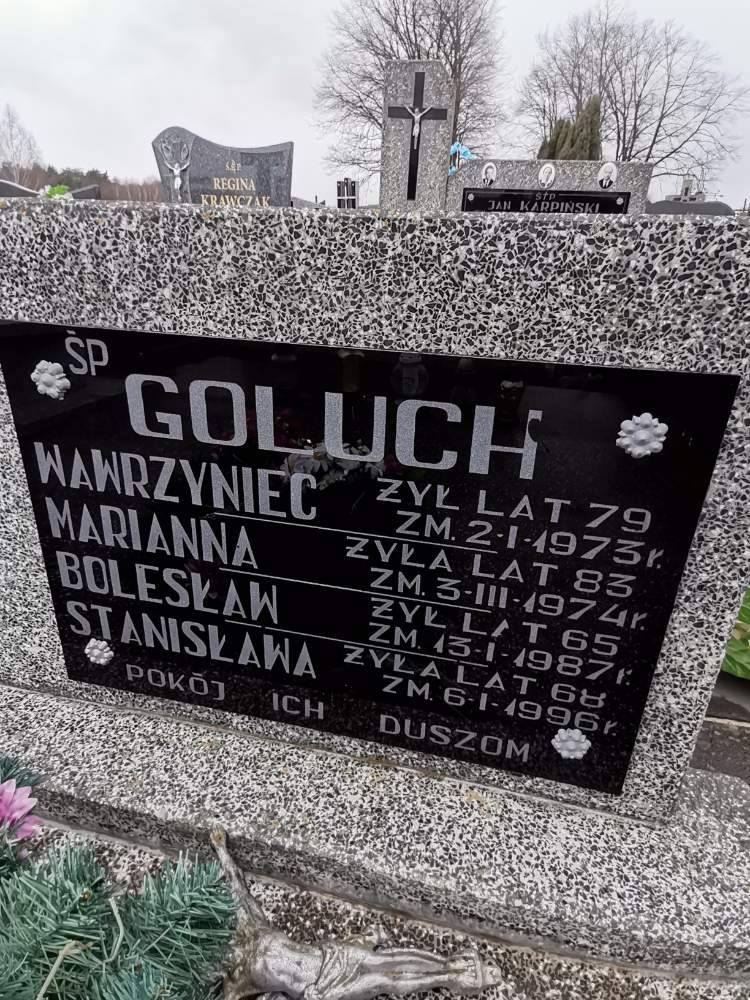 Ś.P.
REGINA
KRAWCZAK
ŚTP
JAN KARPIŃSKI
ŚP
GOLUCH
WAWRZYNIEC ŻYŁ LAT 79
ZM. 2-I-1973r.
MARIANNA ŻYŁA LAT 83
ZM. 3-III-1974r.
BOLESŁAW ŻYŁ LAT 65
ZM. 13-I-1987r.
STANISŁAWA ŻYŁA LAT 68
ZM. 6-I-1996r.
POKÓJ ICH DUSZOM